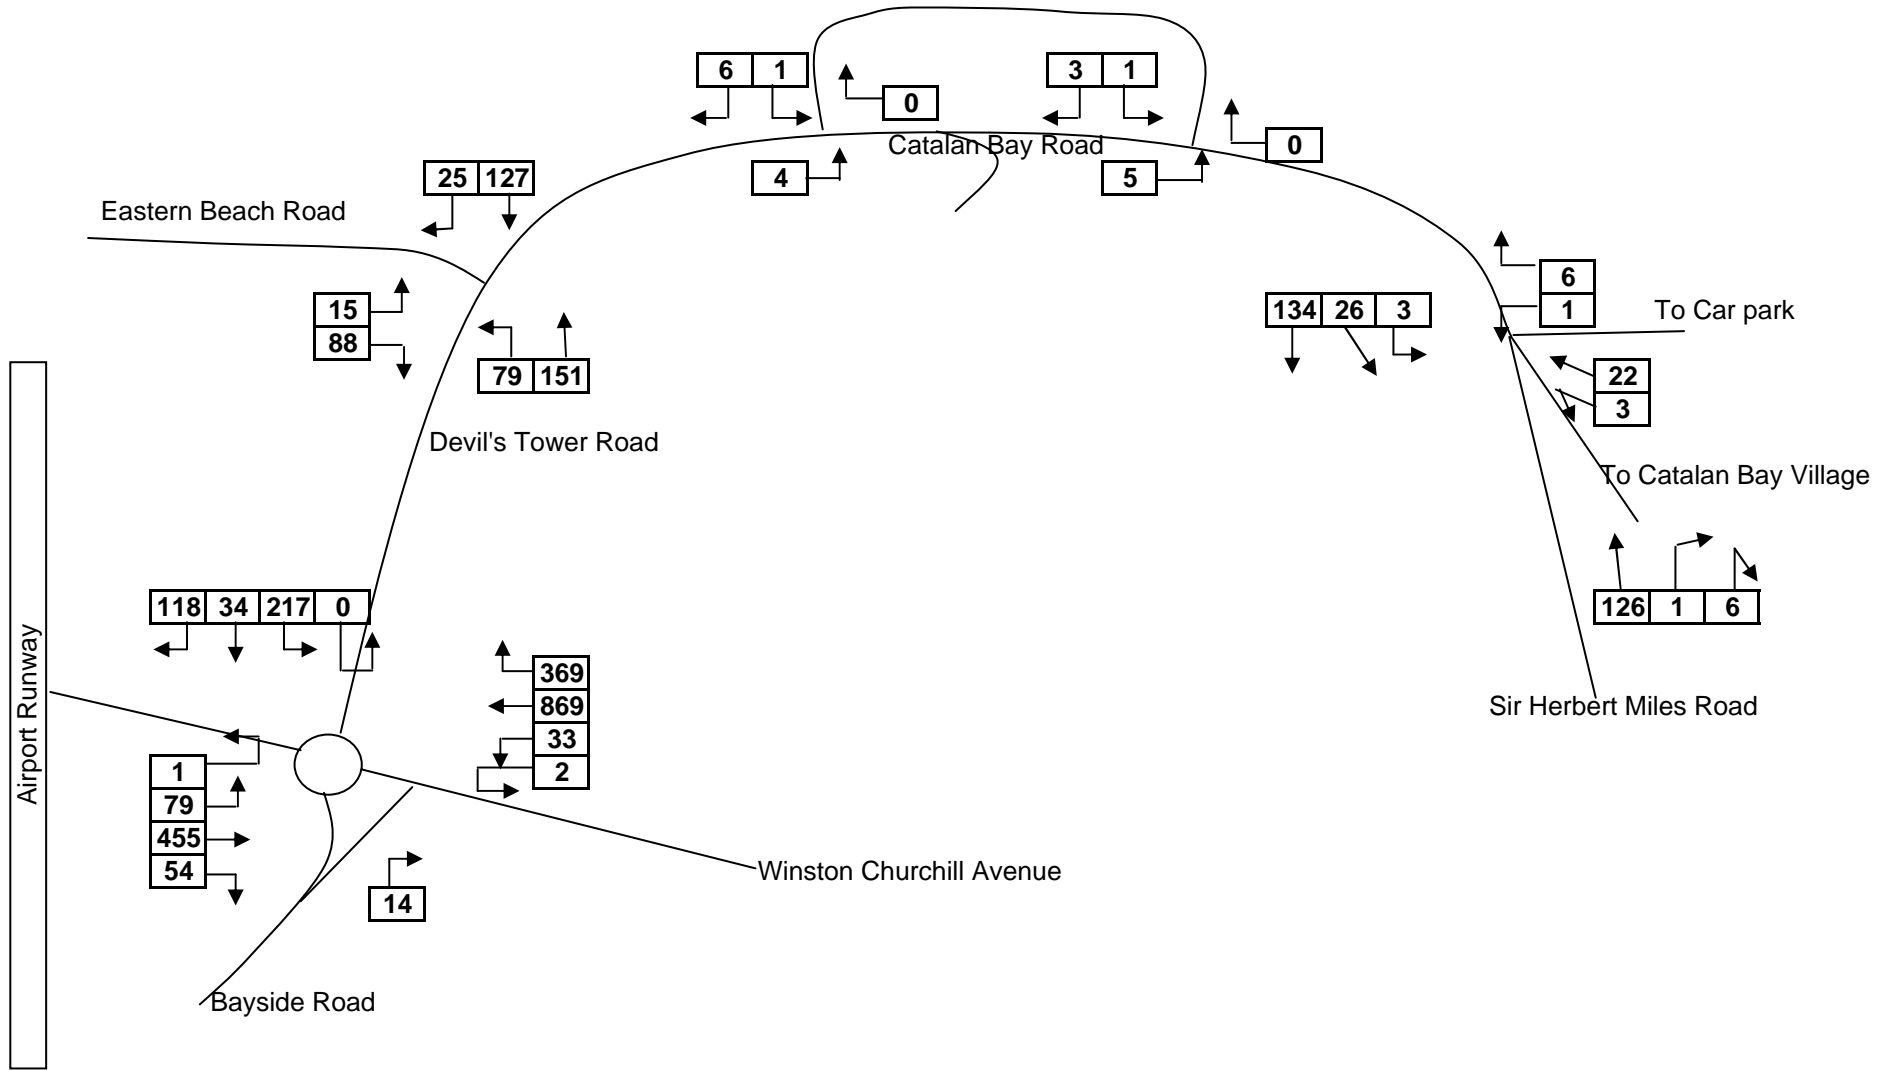 6 1
3 1
0
0
Catalan Bay Road
4
5
25 127
Eastern Beach Road
6
1
To Car park
15
88
134 26 3
79 151
22
3
Devil's Tower Road
To Catalan Bay Village
118 34 217 0
126 1 6
Airport Runway
369
869
33
2
Sir Herbert Miles Road
1
79
455
54
14
Winston Churchill Avenue
Bayside Road